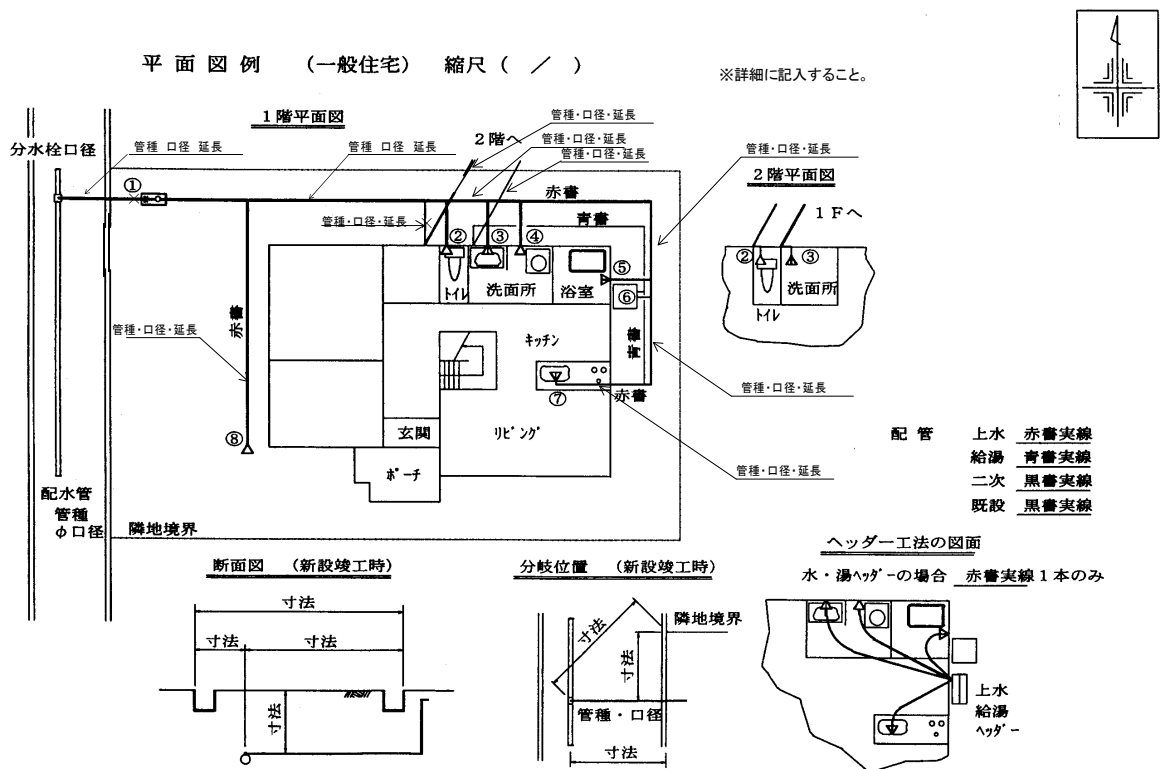 平面図例 (一般住宅) 縮尺( / )
※詳細に記入すること。
1階平面図
管種・口径・延長
2階へ
管種・口径・延長
管種・口径・延長
分水栓口径
管種 口径 延長
管種 口径 延長
管種・口径・延長
2階平面図
①
赤書
管種・口径・延長
青書
1Fへ
②
③
④
②
③
⑤
トイレ
洗面所
浴室
⑥
洗面所
トイレ
赤書
管種・口径・延長
キッチン
青書
管種・口径・延長
⑦
赤書
⑧
玄関
リビング
管種・口径・延長
ポーチ
配管 上水 赤書実線
給湯 青書実線
二次 黒書実線
既設 黒書実線
配水管
管種
φ口径
隣地境界
断面図 (新設竣工時)
寸法
寸法
寸法
寸法
分岐位置 (新設竣工時)
隣地境界
寸法
寸法
管種・口径
寸法
ヘッダー工法の図面
水・湯ヘッダーの場合 赤書実線1本のみ
上水
給湯
ヘッダー